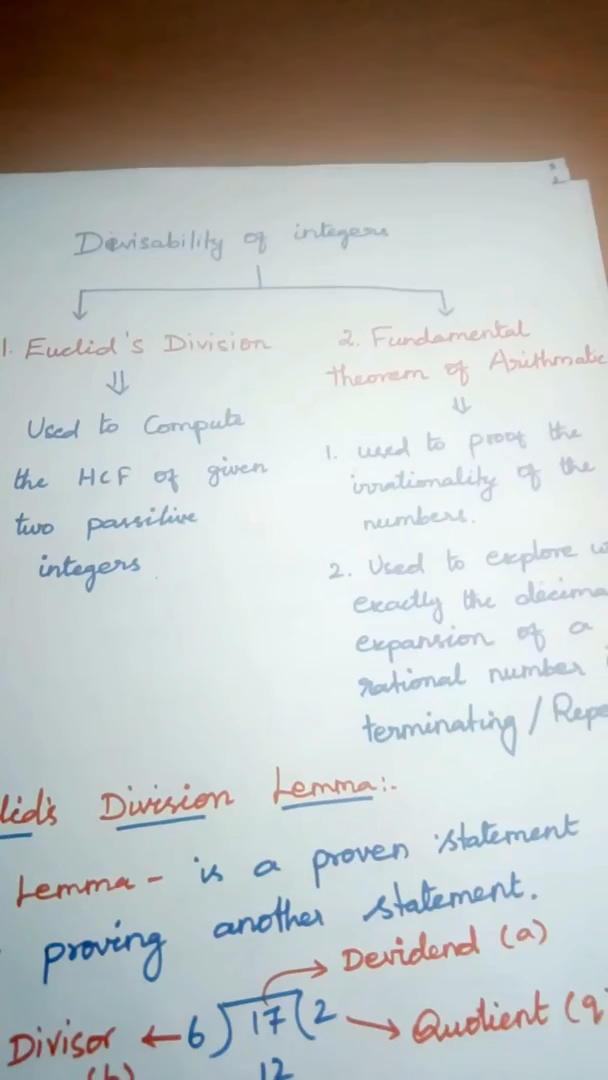 Devisability of integers
1. Euclid's Division
⇓
Used to Compute
the HCF of given
two passitive
integers
2. Fundamental
theorem of Arithmatic
⇓
1. used to proof the
irrationality of the
numbers.
2. Used to explore
exactly the decima
expansion of a
rational number
terminating / Repe
lid's Division Lemma:-
Lemma - is a proven statement
proving another statement.
Devidend (a)
Divisor ← 6 ) 17 ( 2 → Quotient (q
(b) 12